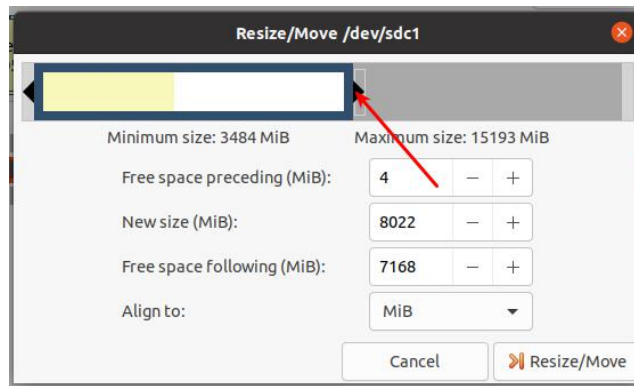 Resize/Move /dev/sdc1
Minimum size: 3484 MiB Maximum size: 15193 MiB
Free space preceding (MiB): 4 − +
New size (MiB): 8022 − +
Free space following (MiB): 7168 − +
Align to: MiB
Cancel Resize/Move